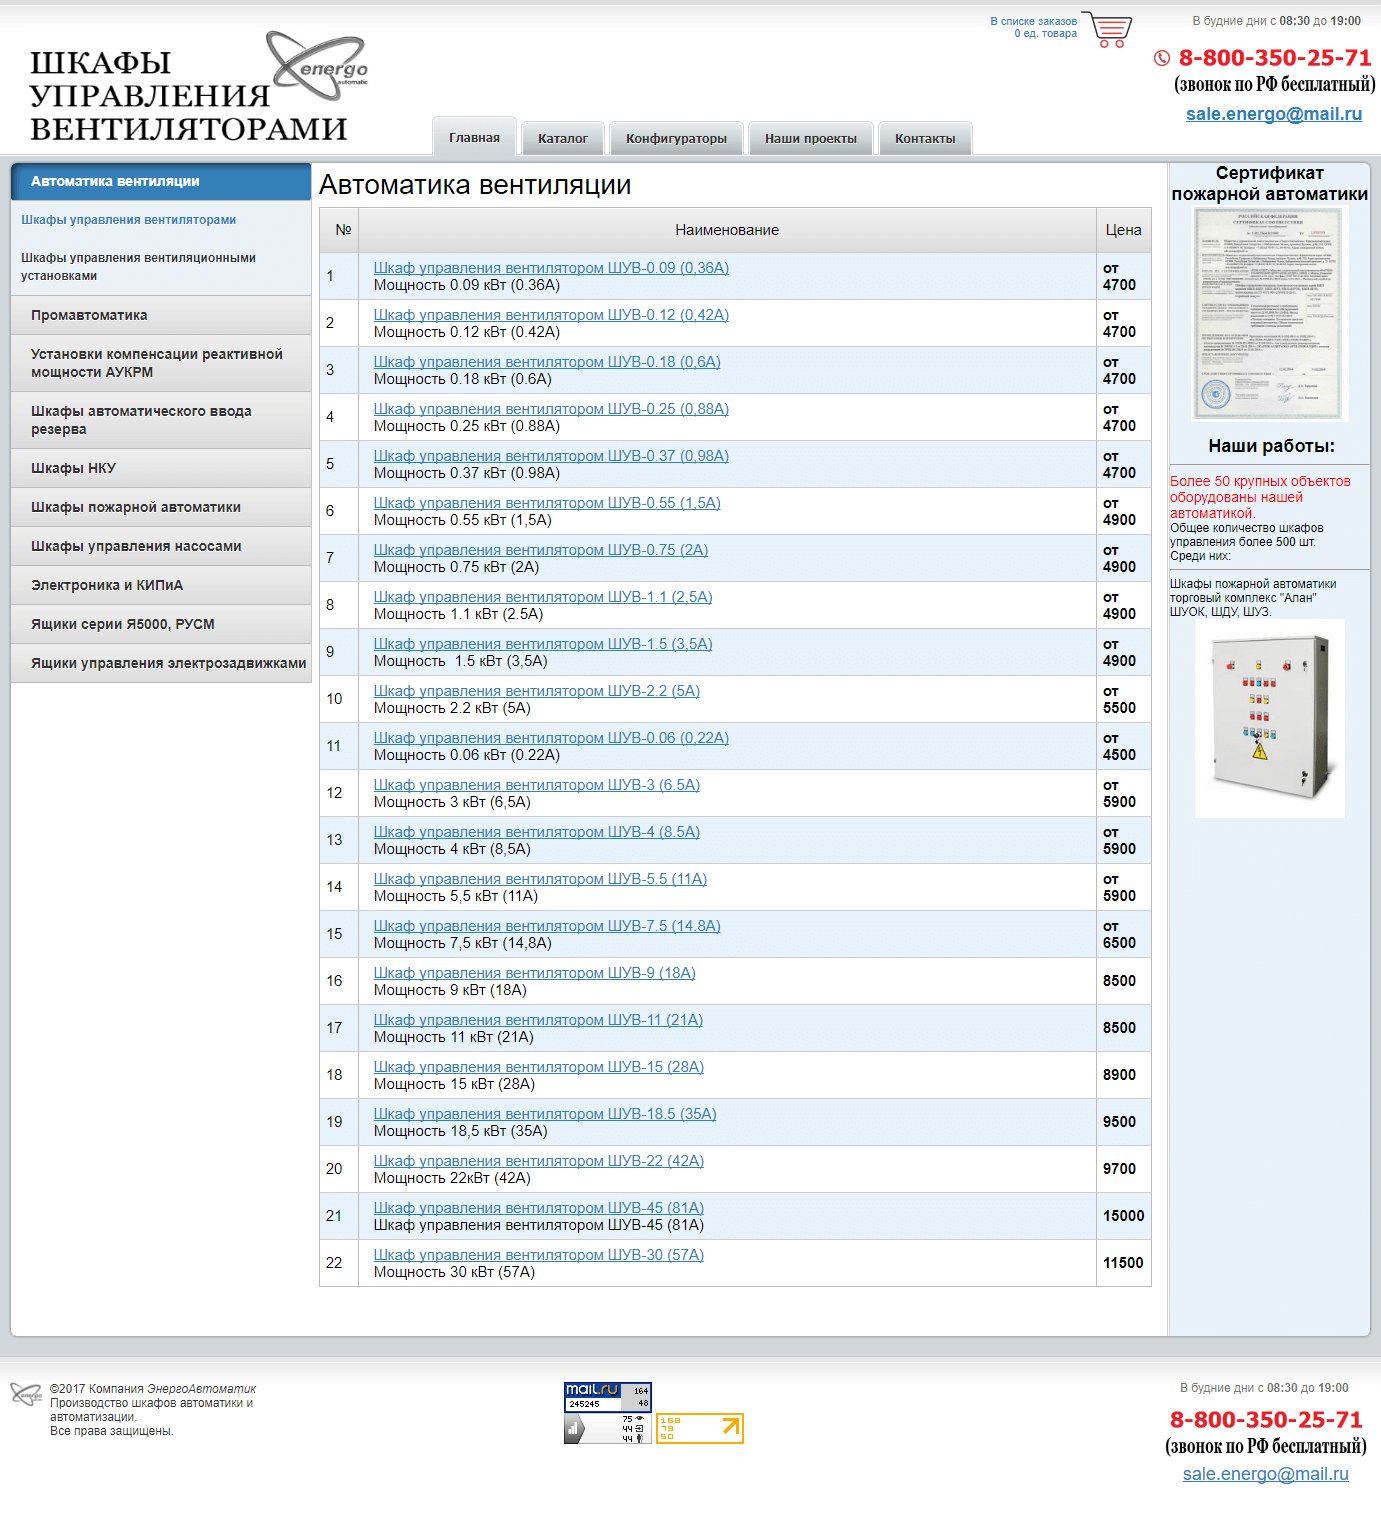 В списке заказов
0 ед. товара
В будние дни с 08:30 до 19:00
8-800-350-25-71
(звонок по РФ бесплатный)
sale.energo@mail.ru
ШКАФЫ
УПРАВЛЕНИЯ
ВЕНТИЛЯТОРАМИ
energo
automatic
Главная
Каталог
Конфигураторы
Наши проекты
Контакты
Автоматика вентиляции
Шкафы управления вентиляторами
Шкафы управления вентиляционными
установками
Промавтоматика
Установки компенсации реактивной
мощности АУКРМ
Шкафы автоматического ввода
резерва
Шкафы НКУ
Шкафы пожарной автоматики
Шкафы управления насосами
Электроника и КИПиА
Ящики серии Я5000, РУСМ
Ящики управления электрозадвижками
Автоматика вентиляции
№ Наименование Цена
1 Шкаф управления вентилятором ШУВ-0.09 (0,36А) от
Мощность 0.09 кВт (0.36А) 4700
2 Шкаф управления вентилятором ШУВ-0.12 (0,42А) от
Мощность 0.12 кВт (0.42А) 4700
3 Шкаф управления вентилятором ШУВ-0.18 (0,6А) от
Мощность 0.18 кВт (0.6А) 4700
4 Шкаф управления вентилятором ШУВ-0.25 (0,88А) от
Мощность 0.25 кВт (0.88А) 4700
5 Шкаф управления вентилятором ШУВ-0.37 (0,98А) от
Мощность 0.37 кВт (0.98А) 4700
6 Шкаф управления вентилятором ШУВ-0.55 (1,5А) от
Мощность 0.55 кВт (1,5А) 4900
7 Шкаф управления вентилятором ШУВ-0.75 (2А) от
Мощность 0.75 кВт (2А) 4900
8 Шкаф управления вентилятором ШУВ-1.1 (2,5А) от
Мощность 1.1 кВт (2.5А) 4900
9 Шкаф управления вентилятором ШУВ-1.5 (3,5А) от
Мощность 1.5 кВт (3,5А) 4900
10 Шкаф управления вентилятором ШУВ-2.2 (5А) от
Мощность 2.2 кВт (5А) 5500
11 Шкаф управления вентилятором ШУВ-0.06 (0,22А) от
Мощность 0.06 кВт (0.22А) 4500
12 Шкаф управления вентилятором ШУВ-3 (6.5А) от
Мощность 3 кВт (6,5А) 5900
13 Шкаф управления вентилятором ШУВ-4 (8.5А) от
Мощность 4 кВт (8,5А) 5900
14 Шкаф управления вентилятором ШУВ-5.5 (11А) от
Мощность 5,5 кВт (11А) 5900
15 Шкаф управления вентилятором ШУВ-7.5 (14.8А) от
Мощность 7,5 кВт (14,8А) 6500
16 Шкаф управления вентилятором ШУВ-9 (18А) 8500
Мощность 9 кВт (18А)
17 Шкаф управления вентилятором ШУВ-11 (21А) 8500
Мощность 11 кВт (21А)
18 Шкаф управления вентилятором ШУВ-15 (28А) 8900
Мощность 15 кВт (28А)
19 Шкаф управления вентилятором ШУВ-18.5 (35А) 9500
Мощность 18,5 кВт (35А)
20 Шкаф управления вентилятором ШУВ-22 (42А) 9700
Мощность 22кВт (42А)
21 Шкаф управления вентилятором ШУВ-45 (81А) 15000
Шкаф управления вентилятором ШУВ-45 (81А)
22 Шкаф управления вентилятором ШУВ-30 (57А) 11500
Мощность 30 кВт (57А)
Сертификат
пожарной автоматики
РОССИЙСКАЯ ФЕДЕРАЦИЯ
СЕРТИФИКАТ СООТВЕТСТВИЯ
Наши работы:
Более 50 крупных объектов
оборудованы нашей
автоматикой.
Общее количество шкафов
управления более 500 шт.
Среди них:
Шкафы пожарной автоматики
торговый комплекс "Алан"
ШУОК, ШДУ, ШУЗ.
energo
©2017 Компания ЭнергоАвтоматик
Производство шкафов автоматики и
автоматизации.
Все права защищены.
mail.ru 164
245245 48
75
44
44
168
79
50
В будние дни с 08:30 до 19:00
8-800-350-25-71
(звонок по РФ бесплатный)
sale.energo@mail.ru